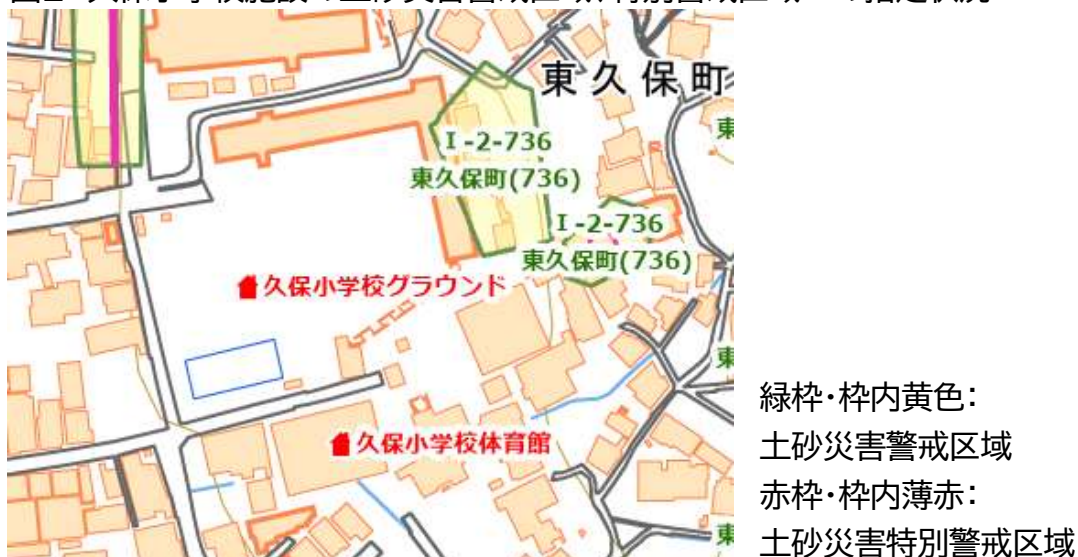 東久保町
東
I-2-736
東久保町(736)
I-2-736
東久保町(736)
久保小学校グラウンド
東
久保小学校体育館
東
緑枠・枠内黄色：
土砂災害警戒区域
赤枠・枠内薄赤：
土砂災害特別警戒区域